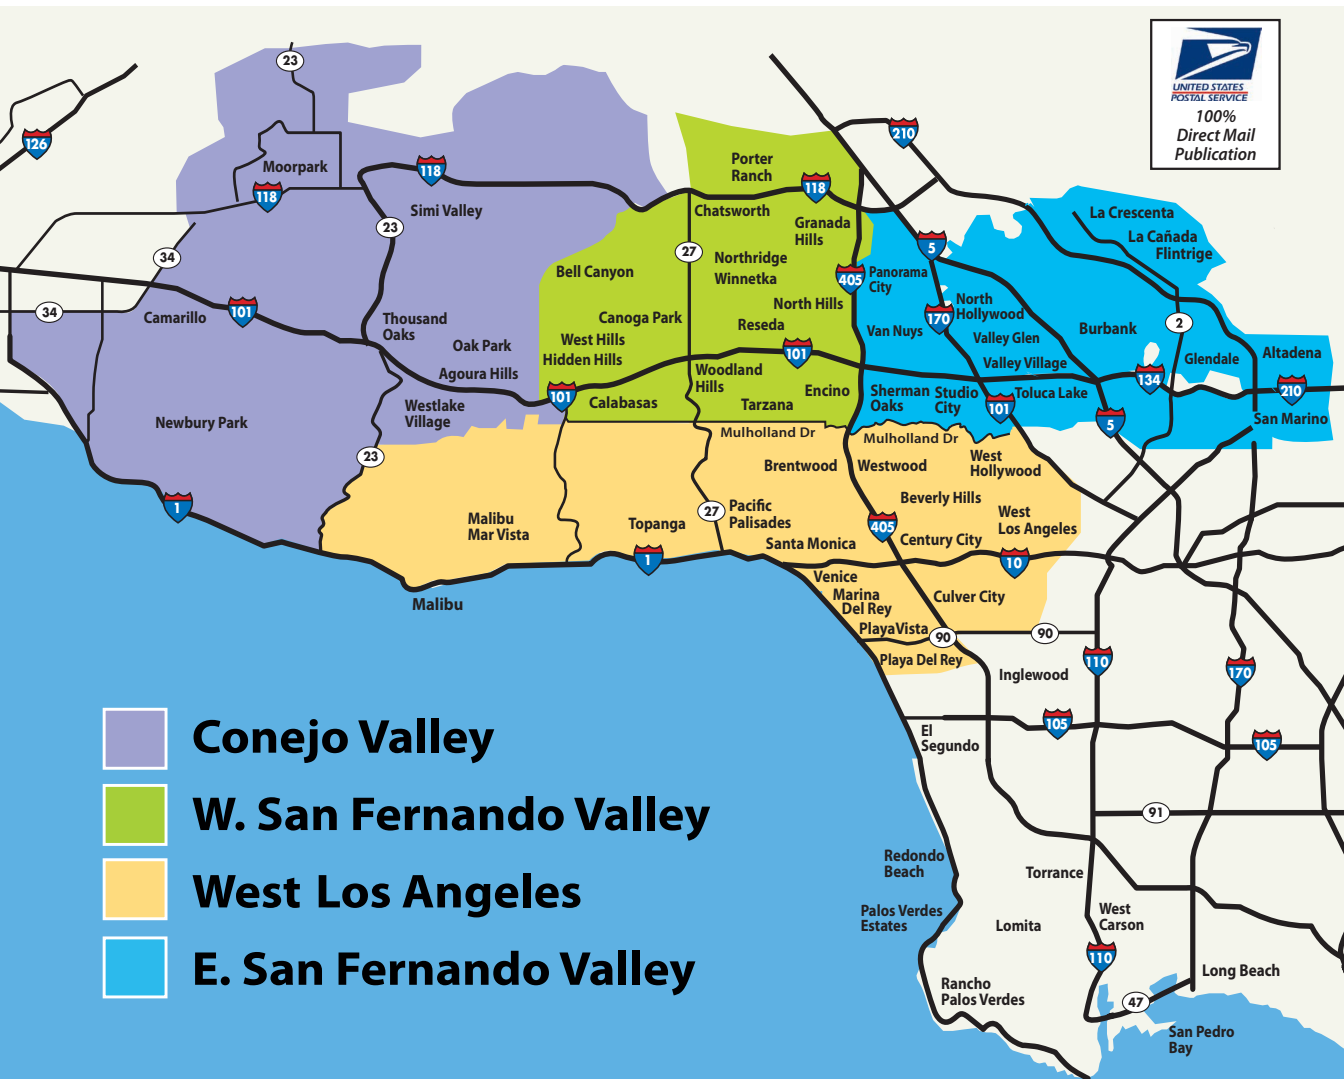 UNITED STATES
POSTAL SERVICE
100%
Direct Mail
Publication
23
126
210
Moorpark
118
118
Porter
Ranch
118
Simi Valley
23
Chatsworth
Granada
Hills
La Crescenta
La Cañada
Flintrige
5
34
27
Northridge
Winnetka
Bell Canyon
405
Panorama
City
34
Camarillo
101
Thousand
Oaks
North Hills
Canoga Park
Reseda
170
North
Hollywood
Van Nuys
Valley Glen
Burbank
2
Oak Park
West Hills
Hidden Hills
101
Valley Village
Glendale
Altadena
Agoura Hills
Woodland
Hills
134
101
Calabasas
Tarzana
Encino
Sherman
Oaks
Studio
City
101
Toluca Lake
210
San Marino
5
Westlake
Village
Newbury Park
Mulholland Dr
Mulholland Dr
23
Brentwood
Westwood
West
Hollywood
1
Malibu
Mar Vista
Topanga
27
Pacific
Palisades
Beverly Hills
West
Los Angeles
405
Century City
Santa Monica
1
10
Malibu
Venice
Marina
Del Rey
Culver City
PlayaVista
90
90
Playa Del Rey
110
Inglewood
170
Conejo Valley
El
Segundo
105
105
W. San Fernando Valley
91
West Los Angeles
Redondo
Beach
Torrance
Palos Verdes
Estates
Lomita
West
Carson
E. San Fernando Valley
110
Long Beach
Rancho
Palos Verdes
47
San Pedro
Bay